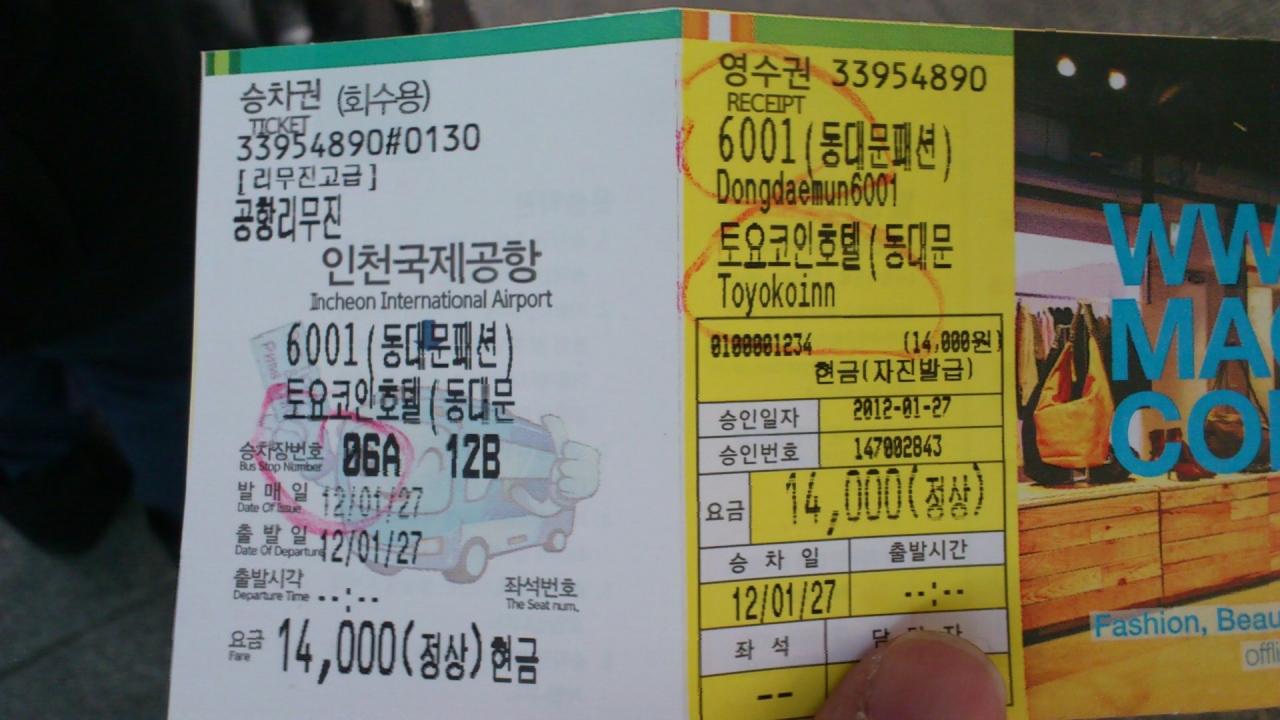 승차권 (회수용)
TICKET
33954890#0130
[리무진고급]
공항리무진
인천국제공항
Incheon International Airport
6001(동대문패션)
토요코인호텔(동대문
승차장번호 06A 12B
Bus Stop Number
발 매 일 12/01/27
Date Of Issue
출 발 일 12/01/27
Date Of Departure
출발시각 --:--
Departure Time
좌석번호
The Seat num.
요금 14,000(정상)현금
Fare
영수권 33954890
RECEIPT
6001(동대문패션)
Dongdaemun6001
토요코인호텔(동대문
Toyokoinn
0100001234 (14,000원)
현금(자진발급)
승인일자 2012-01-27
승인번호 147002843
요금 14,000(정상)
승 차 일 출발시간
12/01/27 --:--
좌 석
--
WW
MA
CO
Fashion, Beau
offli